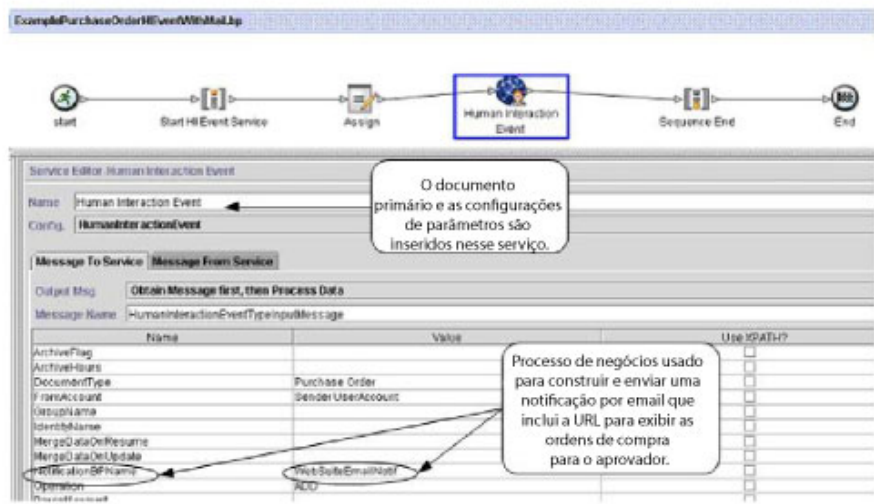 ExamplePurchaseOrderHIEventWithMail.bp
start
Start HI Event Service
Assign
Human Interaction
Event
Sequence End
End
Service Editor-Human Interaction Event
Name
Human Interaction Event
Config.
HumanInteractionEvent
O documento
primário e as configurações
de parâmetros são
inseridos nesse serviço.
Message To Service
Message From Service
Output Msg
Obtain Message first, then Process Data
Message Name
HumanInteractionEventTypeInputMessage
Name
Value
Use XPATH?
ArchiveFlag
ArchiveHours
DocumentType
Purchase Order
FromAccount
SenderUserAccount
GroupName
IdentityName
MergeDataOnResume
MergeDataOnUpdate
NotificationBPName
WebSuiteEmailNotif
Operation
ADD
Processo de negócios usado
para construir e enviar uma
notificação por email que
inclui a URL para exibir as
ordens de compra
para o aprovador.